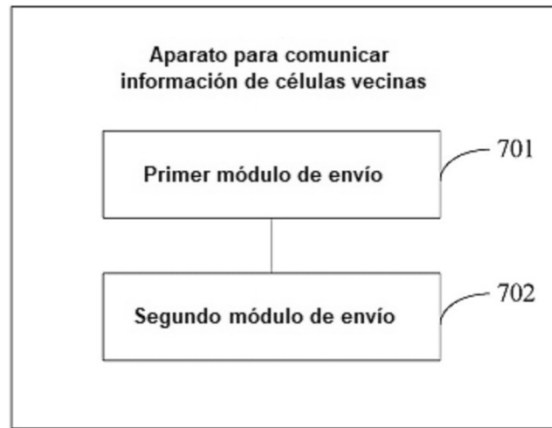 Aparato para comunicar
información de células vecinas
Primer módulo de envío
701
Segundo módulo de envío
702